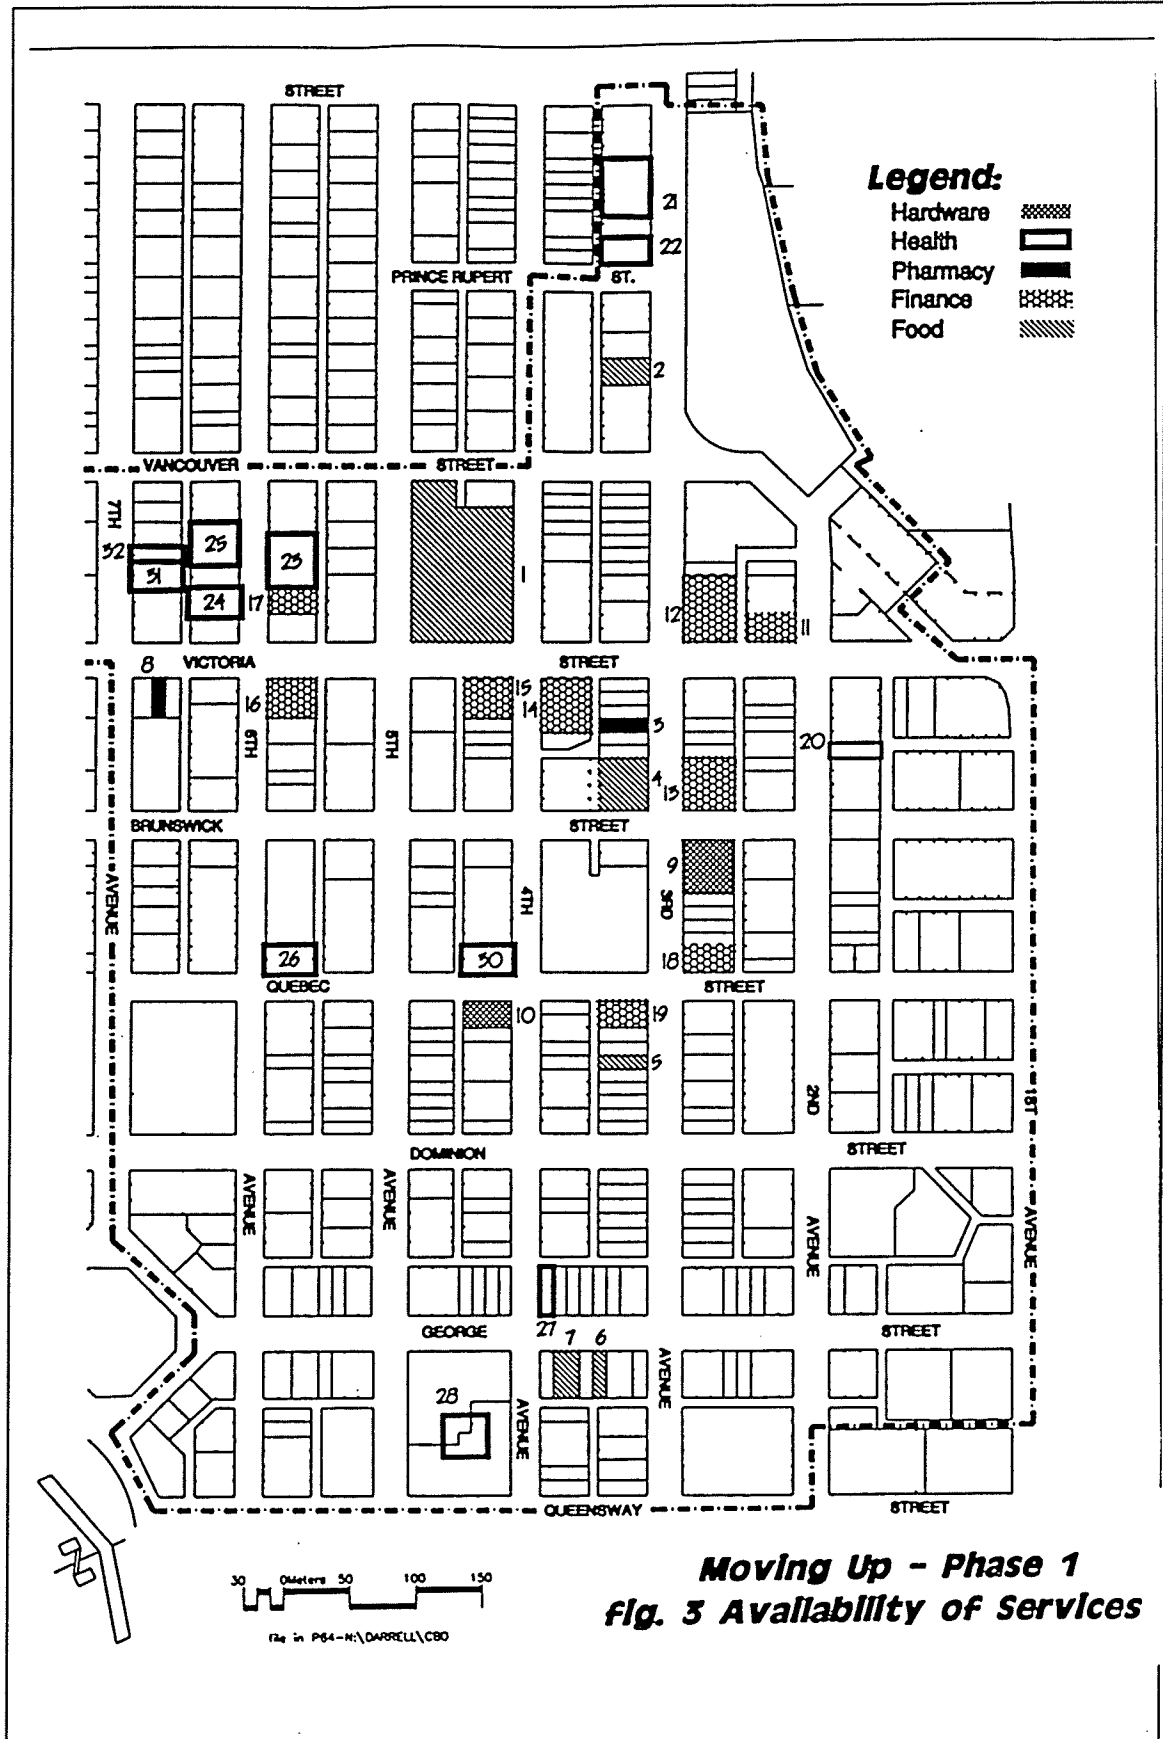 STREET
Legend:
Hardware
Health
Pharmacy
Finance
Food
21
22
PRINCE RUPERT ST.
2
VANCOUVER STREET
7TH
32
31
25
24
17
23
1
12
11
8
VICTORIA STREET
16
6TH
5TH
15
14
3
4
13
20
BRUNSWICK STREET
AVENUE
9
4TH
3RD
26
30
18
QUEBEC STREET
10
19
5
2ND
1ST
DOMINION STREET
AVENUE
AVENUE
AVENUE
AVENUE
27
GEORGE STREET
7
6
28
AVENUE
AVENUE
QUEENSWAY STREET
N
30 0Meters 50 100 150
Moving Up - Phase 1
fig. 3 Availability of Services